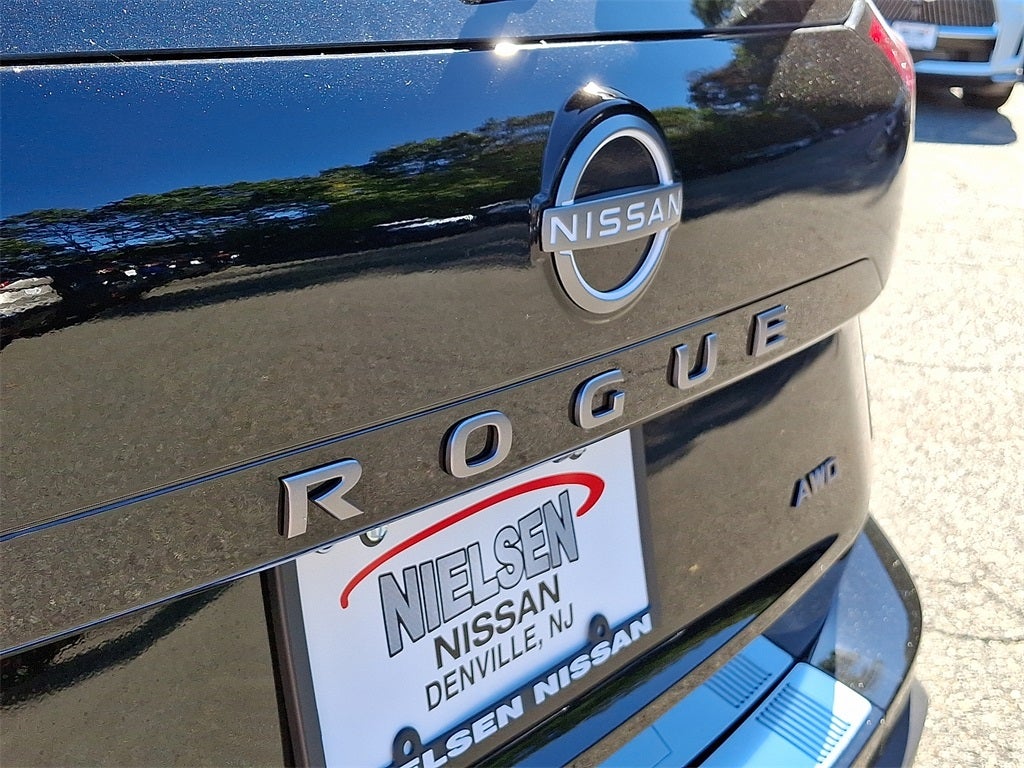 NISSAN
ROGUE
AWD
NIELSEN
NISSAN
DENVILLE, NJ
ELSEN NISSAN